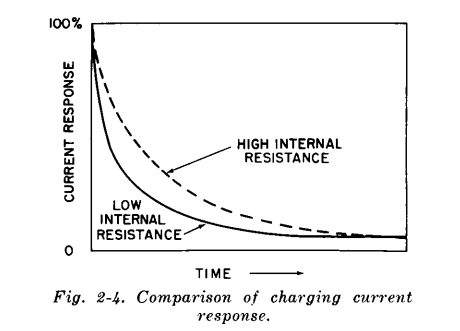 100%
CURRENT RESPONSE
HIGH INTERNAL
RESISTANCE
LOW
INTERNAL
RESISTANCE
0
TIME
Fig. 2-4. Comparison of charging current
response.